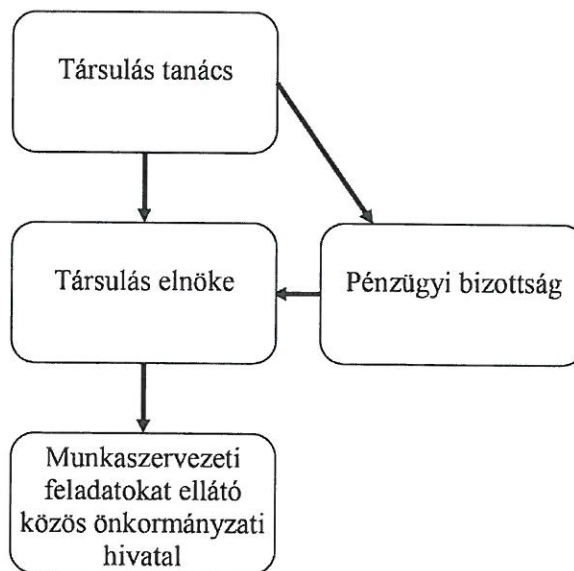 Társulás tanács
Társulás elnöke
Pénzügyi bizottság
Munkaszervezeti
feladatokat ellátó
közös önkormányzati
hivatal